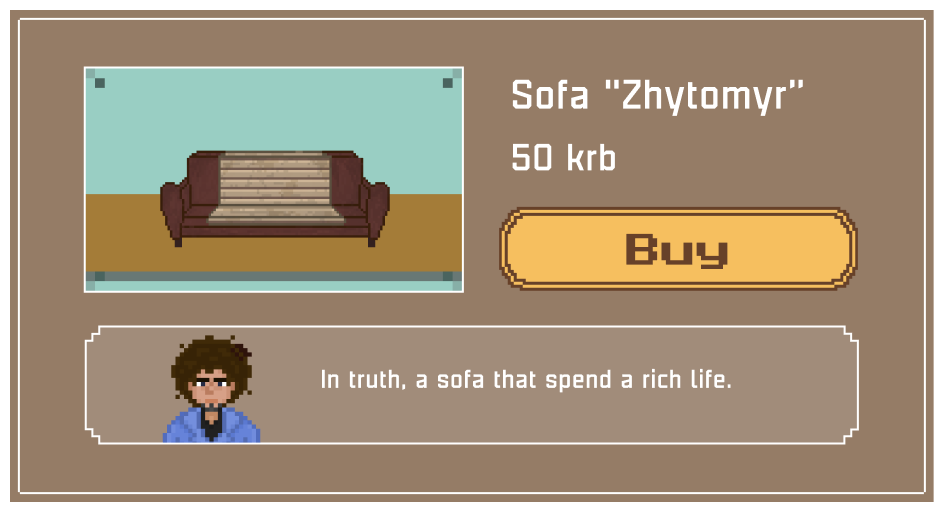 Sofa "Zhytomyr"
50 krb
Buy
In truth, a sofa that spend a rich life.